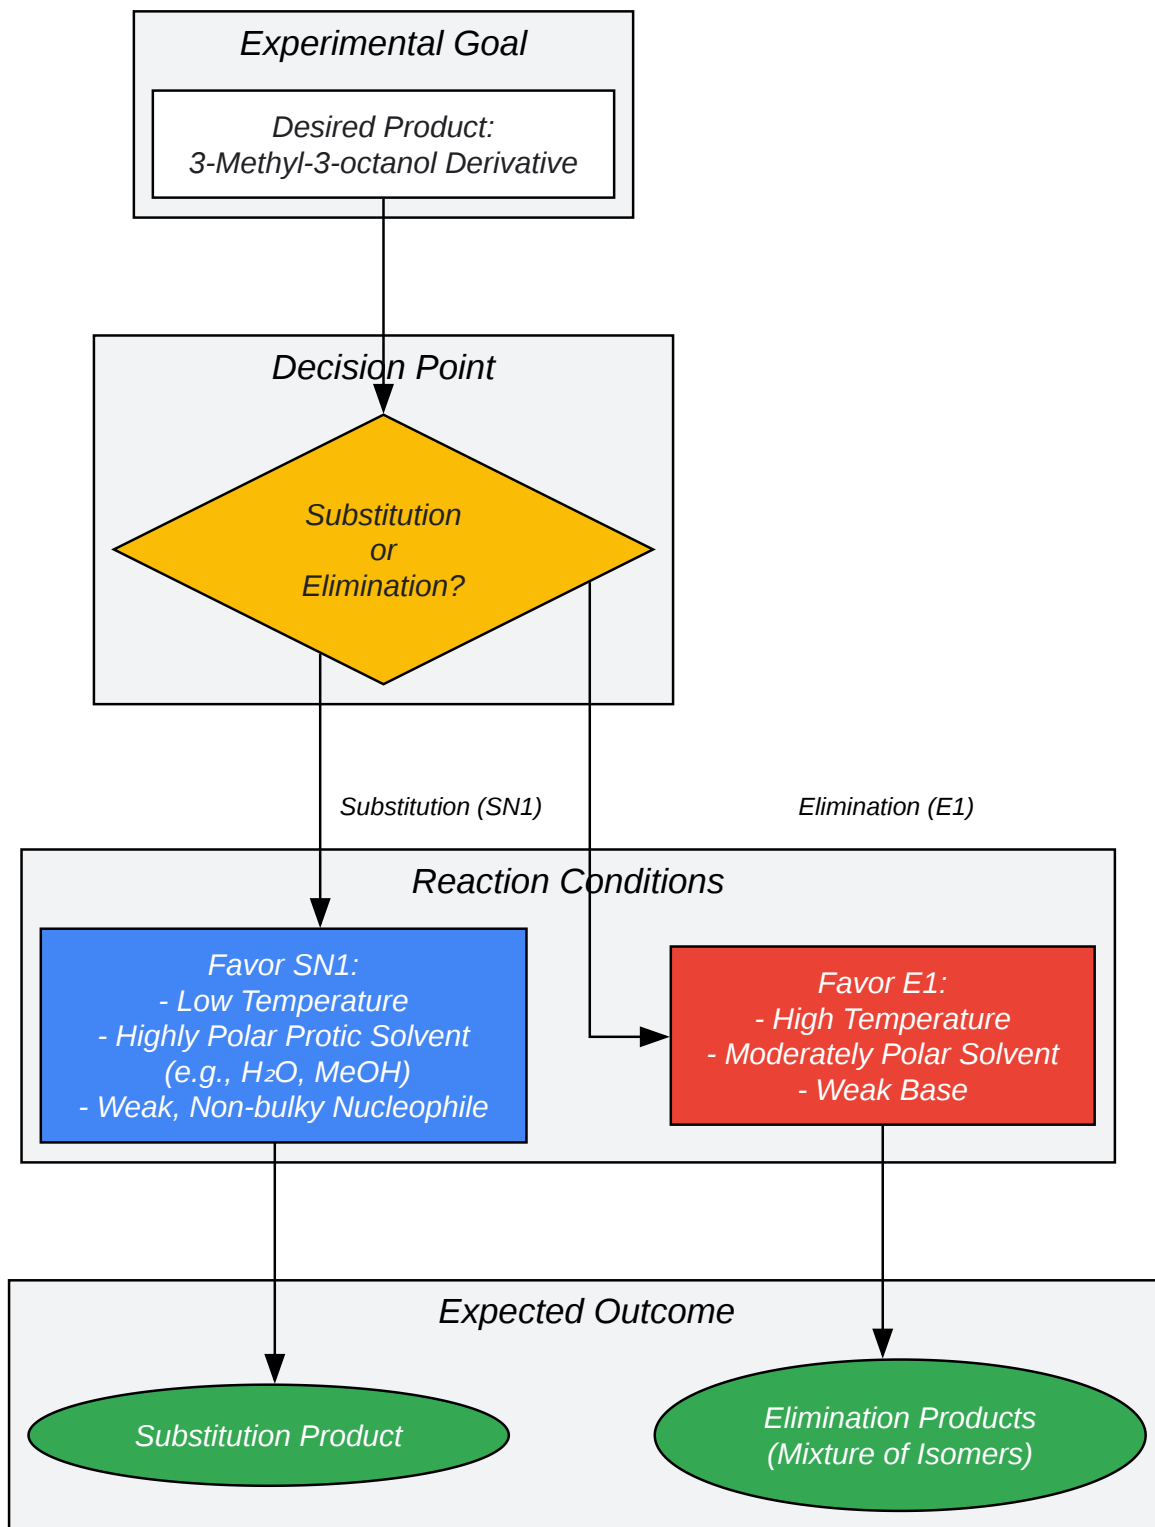 Experimental Goal
Desired Product:
3-Methyl-3-octanol Derivative
Decision Point
Substitution
or
Elimination?
Substitution (SN1)
Elimination (E1)
Reaction Conditions
Favor SN1:
- Low Temperature
- Highly Polar Protic Solvent
(e.g., H₂O, MeOH)
- Weak, Non-bulky Nucleophile
Favor E1:
- High Temperature
- Moderately Polar Solvent
- Weak Base
Expected Outcome
Substitution Product
Elimination Products
(Mixture of Isomers)